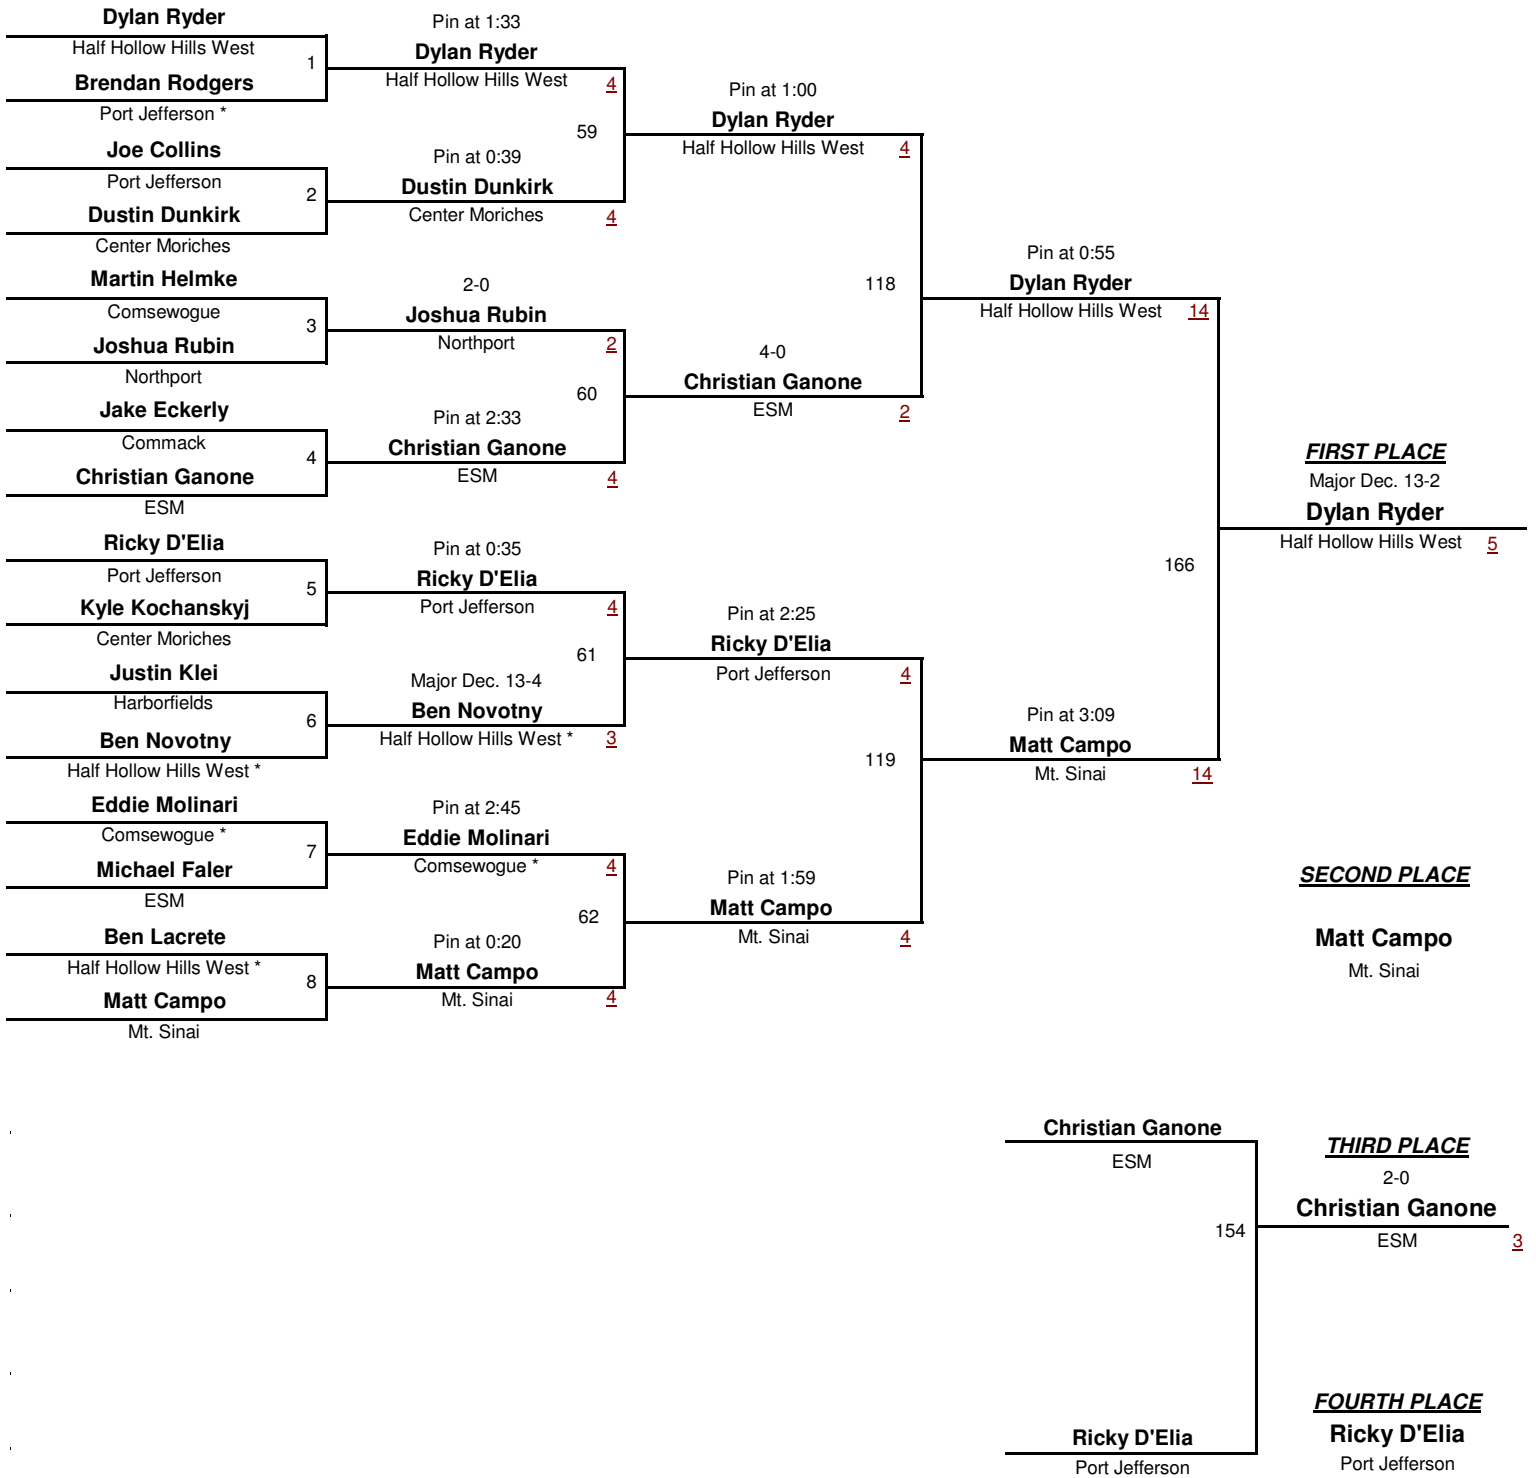 Dylan Ryder
Half Hollow Hills West
1
Brendan Rodgers
Port Jefferson *
Joe Collins
Port Jefferson
2
Dustin Dunkirk
Center Moriches
Martin Helmke
Comsewogue
3
Joshua Rubin
Northport
Jake Eckerly
Commack
4
Christian Ganone
ESM
Ricky D'Elia
Port Jefferson
5
Kyle Kochanskyj
Center Moriches
Justin Klei
Harborfields
6
Ben Novotny
Half Hollow Hills West *
Eddie Molinari
Comsewogue *
7
Michael Faler
ESM
Ben Lacrete
Half Hollow Hills West *
8
Matt Campo
Mt. Sinai
Pin at 1:33
Dylan Ryder
Half Hollow Hills West 4
59
Pin at 0:39
Dustin Dunkirk
Center Moriches 4
2-0
Joshua Rubin
Northport 2
60
Pin at 2:33
Christian Ganone
ESM 4
Pin at 0:35
Ricky D'Elia
Port Jefferson 4
61
Major Dec. 13-4
Ben Novotny
Half Hollow Hills West * 3
Pin at 2:45
Eddie Molinari
Comsewogue * 4
62
Pin at 0:20
Matt Campo
Mt. Sinai 4
Pin at 1:00
Dylan Ryder
Half Hollow Hills West 4
118
4-0
Christian Ganone
ESM 2
Pin at 2:25
Ricky D'Elia
Port Jefferson 4
119
Pin at 1:59
Matt Campo
Mt. Sinai 4
Pin at 0:55
Dylan Ryder
Half Hollow Hills West 14
166
Pin at 3:09
Matt Campo
Mt. Sinai 14
FIRST PLACE
Major Dec. 13-2
Dylan Ryder
Half Hollow Hills West 5
SECOND PLACE
Matt Campo
Mt. Sinai
Christian Ganone
ESM
154
Ricky D'Elia
Port Jefferson
THIRD PLACE
2-0
Christian Ganone
ESM 3
FOURTH PLACE
Ricky D'Elia
Port Jefferson